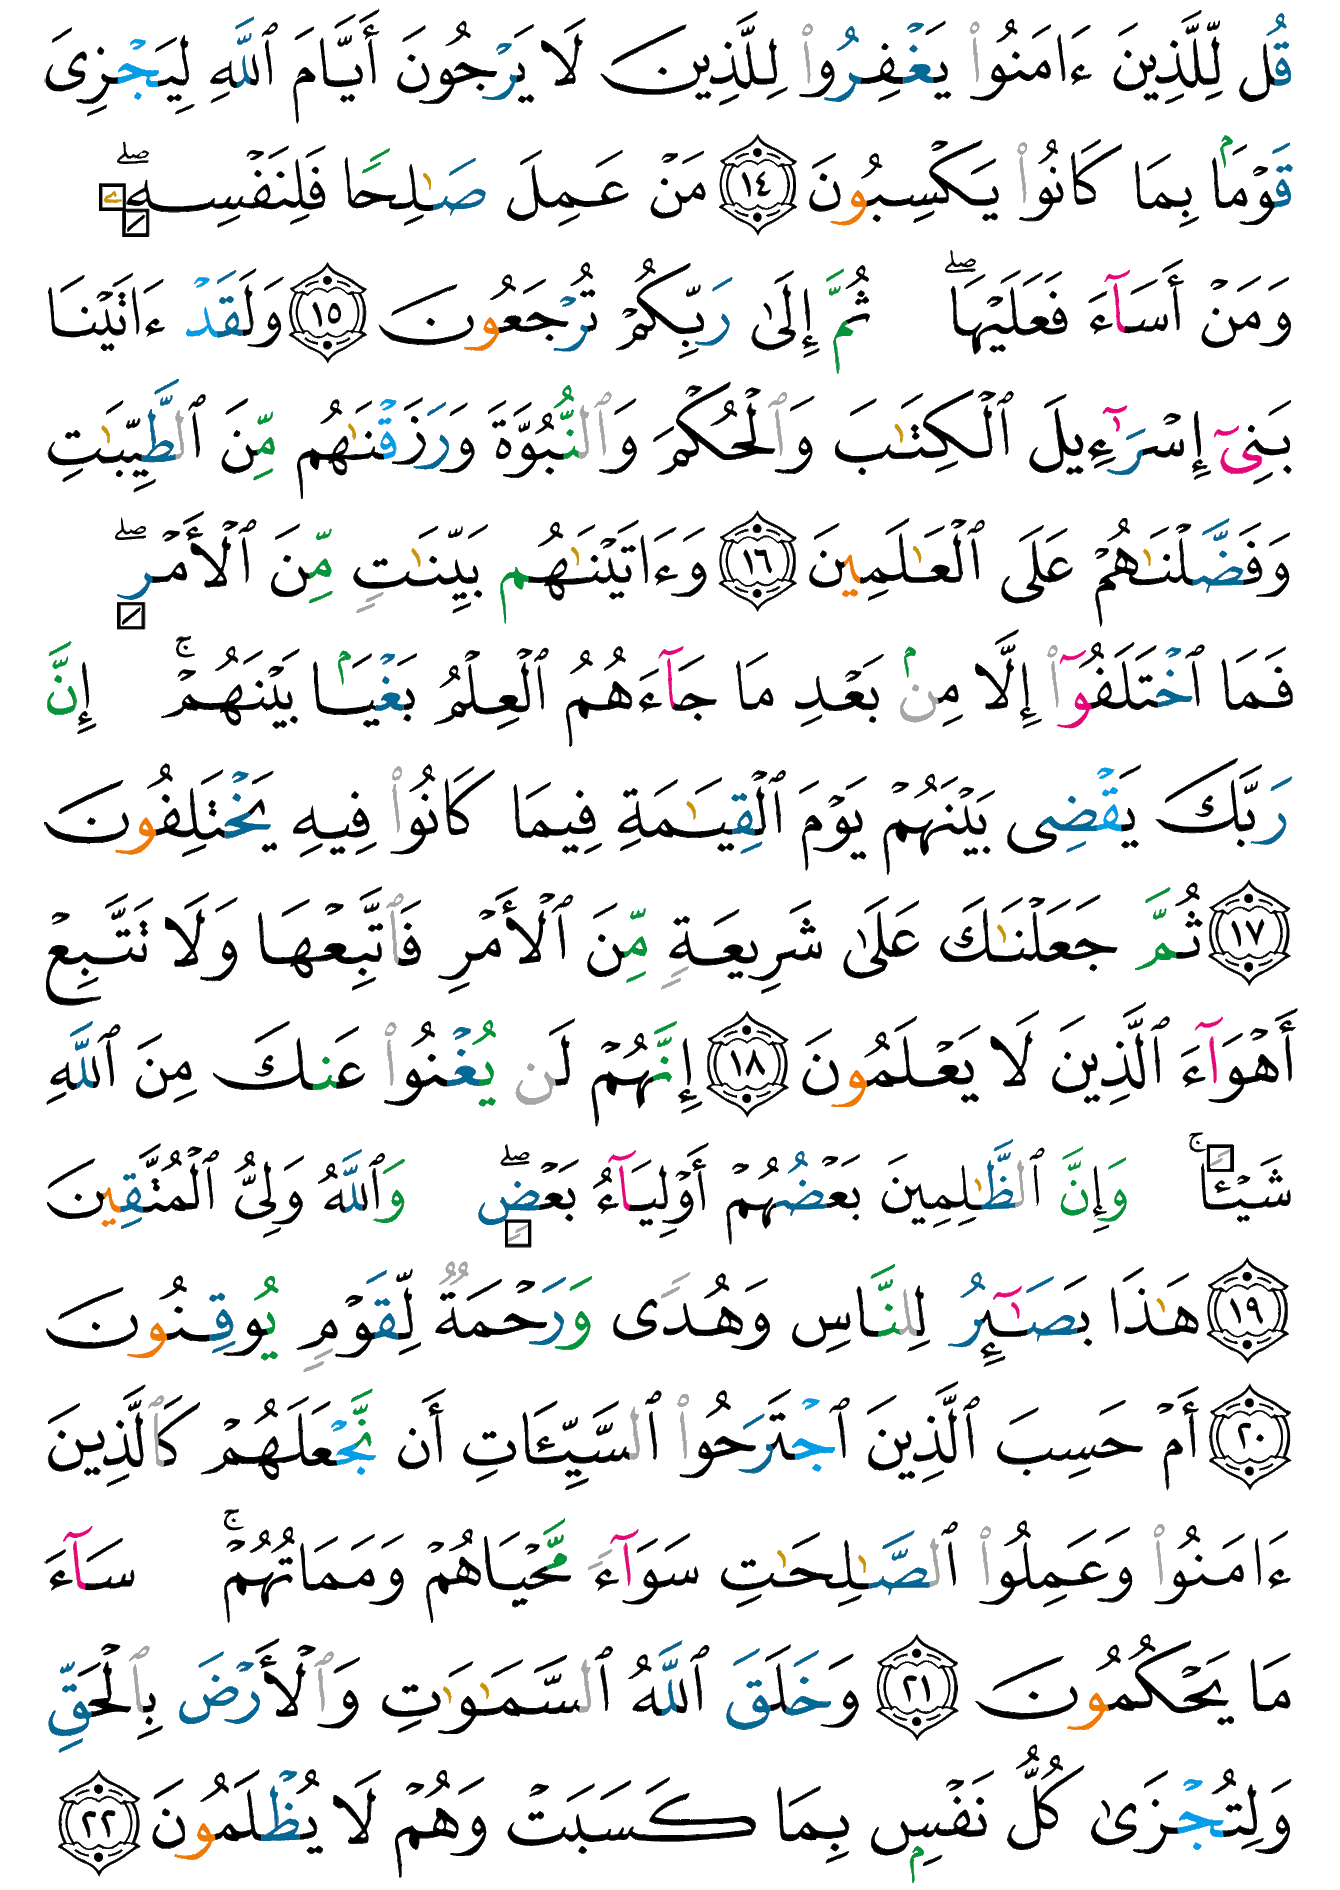 قُل لِّلَّذِينَ ءَامَنُوا۟ يَغْفِرُوا۟ لِلَّذِينَ لَا يَرْجُونَ أَيَّامَ ٱللَّهِ لِيَجْزِىَ
قَوْمًۢا بِمَا كَانُوا۟ يَكْسِبُونَ ١٤ مَنْ عَمِلَ صَـٰلِحًا فَلِنَفْسِهِۦ ۖ
وَمَنْ أَسَآءَ فَعَلَيْهَا ۖ ثُمَّ إِلَىٰ رَبِّكُمْ تُرْجَعُونَ ١٥ وَلَقَدْ ءَاتَيْنَا
بَنِىٓ إِسْرَٰٓءِيلَ ٱلْكِتَـٰبَ وَٱلْحُكْمَ وَٱلنُّبُوَّةَ وَرَزَقْنَـٰهُم مِّنَ ٱلطَّيِّبَـٰتِ
وَفَضَّلْنَـٰهُمْ عَلَى ٱلْعَـٰلَمِينَ ١٦ وَءَاتَيْنَـٰهُم بَيِّنَـٰتٍ مِّنَ ٱلْأَمْرِ ۖ
فَمَا ٱخْتَلَفُوٓا۟ إِلَّا مِنۢ بَعْدِ مَا جَآءَهُمُ ٱلْعِلْمُ بَغْيًۢا بَيْنَهُمْ ۚ إِنَّ
رَبَّكَ يَقْضِى بَيْنَهُمْ يَوْمَ ٱلْقِيَـٰمَةِ فِيمَا كَانُوا۟ فِيهِ يَخْتَلِفُونَ
١٧ ثُمَّ جَعَلْنَـٰكَ عَلَىٰ شَرِيعَةٍ مِّنَ ٱلْأَمْرِ فَٱتَّبِعْهَا وَلَا تَتَّبِعْ
أَهْوَآءَ ٱلَّذِينَ لَا يَعْلَمُونَ ١٨ إِنَّهُمْ لَن يُغْنُوا۟ عَنكَ مِنَ ٱللَّهِ
شَيْـًٔا ۚ وَإِنَّ ٱلظَّـٰلِمِينَ بَعْضُهُمْ أَوْلِيَآءُ بَعْضٍ ۖ وَٱللَّهُ وَلِىُّ ٱلْمُتَّقِينَ
١٩ هَـٰذَا بَصَـٰٓئِرُ لِلنَّاسِ وَهُدًى وَرَحْمَةٌ لِّقَوْمٍ يُوقِنُونَ
٢٠ أَمْ حَسِبَ ٱلَّذِينَ ٱجْتَرَحُوا۟ ٱلسَّيِّـَٔاتِ أَن نَّجْعَلَهُمْ كَٱلَّذِينَ
ءَامَنُوا۟ وَعَمِلُوا۟ ٱلصَّـٰلِحَـٰتِ سَوَآءً مَّحْيَاهُمْ وَمَمَاتُهُمْ ۚ سَآءَ
مَا يَحْكُمُونَ ٢١ وَخَلَقَ ٱللَّهُ ٱلسَّمَـٰوَٰتِ وَٱلْأَرْضَ بِٱلْحَقِّ
وَلِتُجْزَىٰ كُلُّ نَفْسٍۭ بِمَا كَسَبَتْ وَهُمْ لَا يُظْلَمُونَ ٢٢